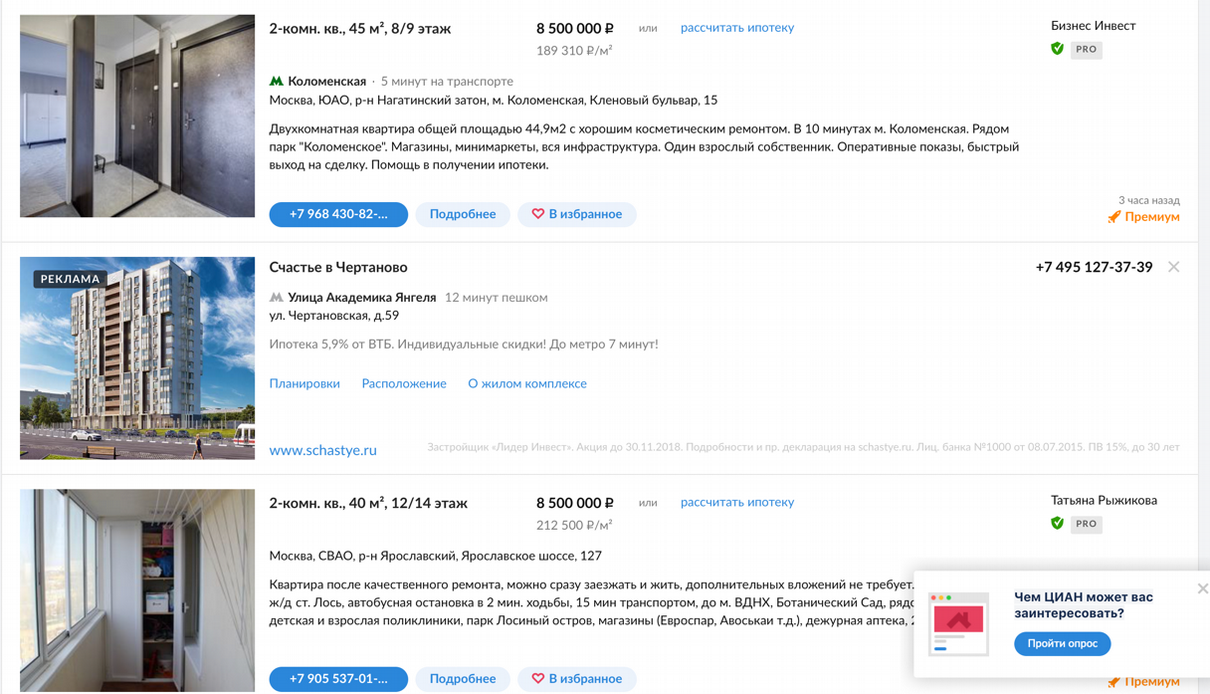 2-комн. кв., 45 м², 8/9 этаж
8 500 000 ₽ или рассчитать ипотеку
189 310 ₽/м²
Бизнес Инвест
PRO
Коломенская · 5 минут на транспорте
Москва, ЮАО, р-н Нагатинский затон, м. Коломенская, Кленовый бульвар, 15
Двухкомнатная квартира общей площадью 44,9м2 с хорошим косметическим ремонтом. В 10 минутах м. Коломенская. Рядом
парк "Коломенское". Магазины, минимаркеты, вся инфраструктура. Один взрослый собственник. Оперативные показы, быстрый
выход на сделку. Помощь в получении ипотеки.
+7 968 430-82-... Подробнее В избранное
3 часа назад
Премиум
РЕКЛАМА
Счастье в Чертаново
+7 495 127-37-39
Улица Академика Янгеля 12 минут пешком
ул. Чертановская, д.59
Ипотека 5,9% от ВТБ. Индивидуальные скидки! До метро 7 минут!
Планировки Расположение О жилом комплексе
www.schastye.ru
Застройщик «Лидер Инвест». Акция до 30.11.2018. Подробности и пр. декларация на schastye.ru. Лиц. банка №1000 от 08.07.2015. ПВ 15%, до 30 лет
2-комн. кв., 40 м², 12/14 этаж
8 500 000 ₽ или рассчитать ипотеку
212 500 ₽/м²
Татьяна Рыжикова
PRO
Москва, СВАО, р-н Ярославский, Ярославское шоссе, 127
Квартира после качественного ремонта, можно сразу заезжать и жить, дополнительных вложений не требует.
ж/д ст. Лось, автобусная остановка в 2 мин. ходьбы, 15 мин транспортом, до м. ВДНХ, Ботанический Сад, рядо
детская и взрослая поликлиники, парк Лосиный остров, магазины (Евроспар, Авоськаи т.д.), дежурная аптека, 2
+7 905 537-01-... Подробнее В избранное
Чем ЦИАН может вас
заинтересовать?
Пройти опрос
Премиум